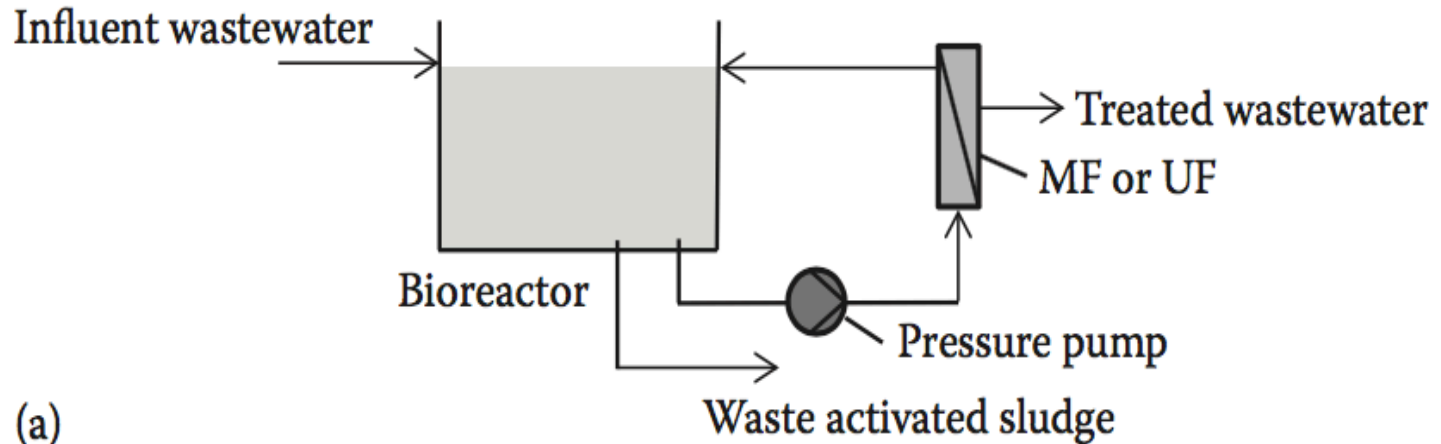 Influent wastewater
Treated wastewater
MF or UF
Bioreactor
Pressure pump
Waste activated sludge
(a)